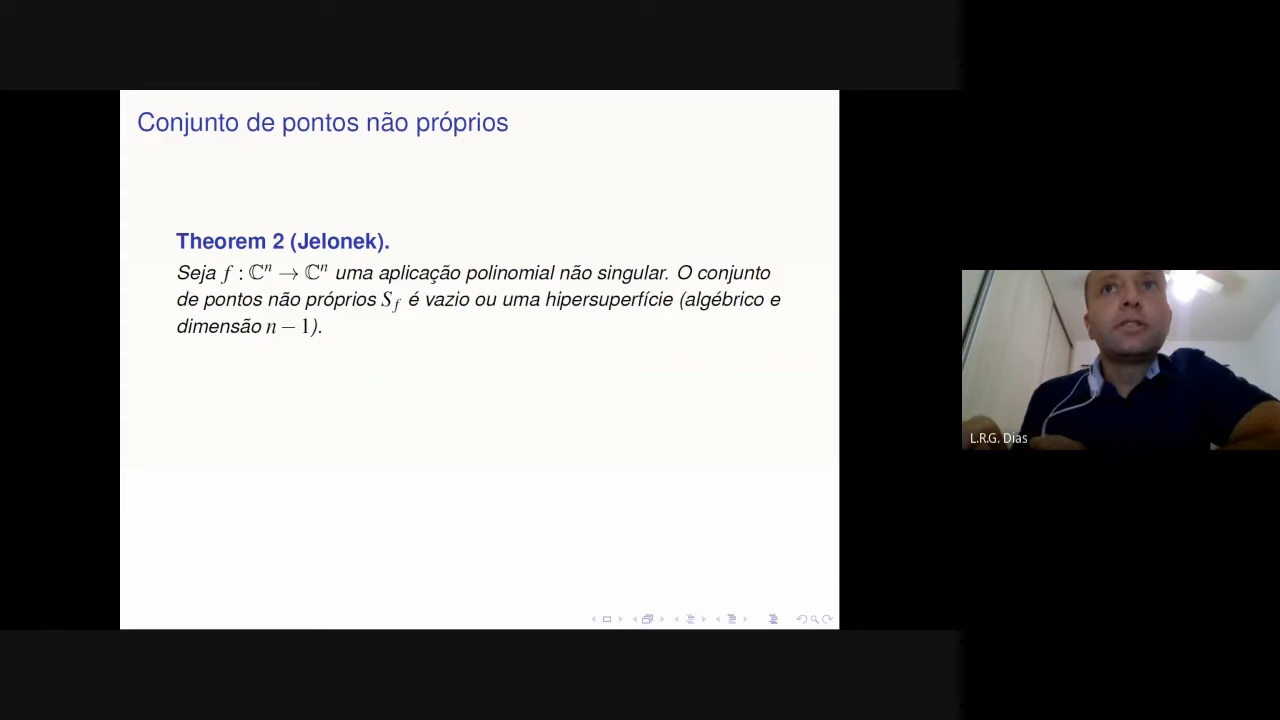 Conjunto de pontos não próprios
Theorem 2 (Jelonek).
Seja f : ℂⁿ → ℂⁿ uma aplicação polinomial não singular. O conjunto
de pontos não próprios S_f é vazio ou uma hipersuperfície (algébrico e
dimensão n − 1).
L.R.G. Dias